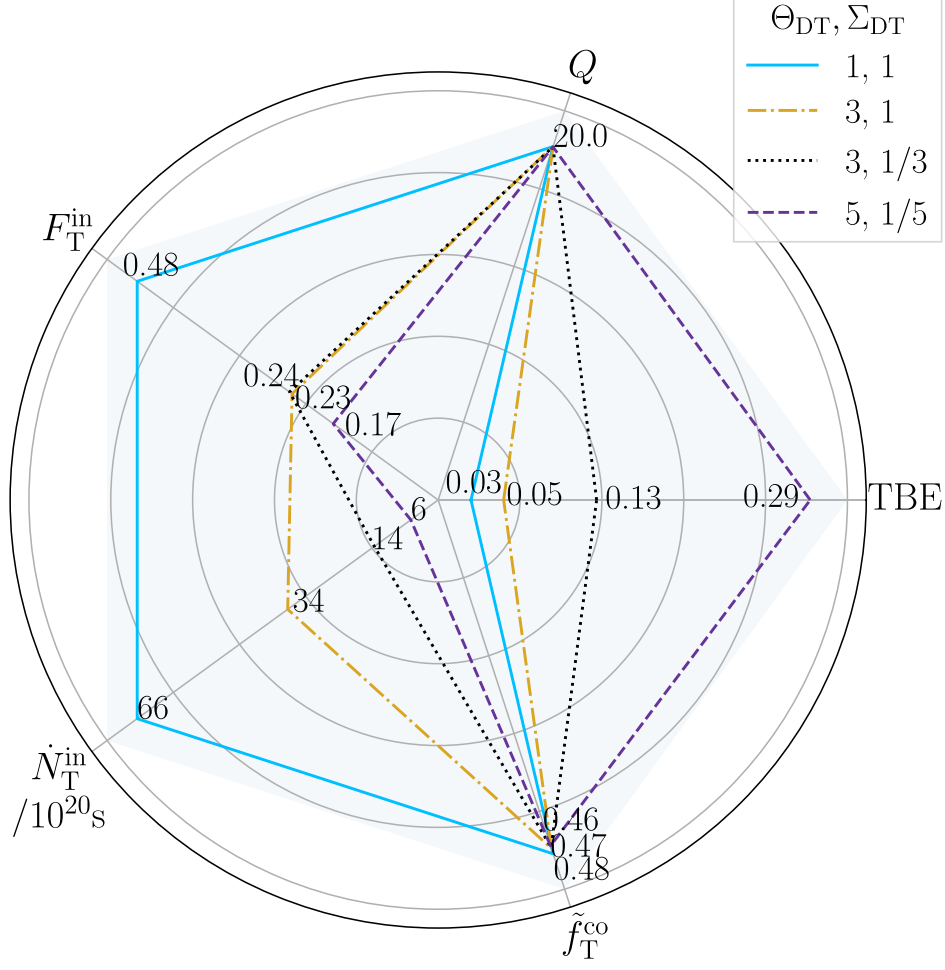 Θ_DT, Σ_DT
1, 1
3, 1
3, 1/3
5, 1/5
Q
20.0
F_T^in
0.48
0.24
0.23
0.17
0.03
0.05
0.13
0.29
TBE
6
14
34
66
Ṅ_T^in
/10²⁰s
0.46
0.47
0.48
f̃_T^co